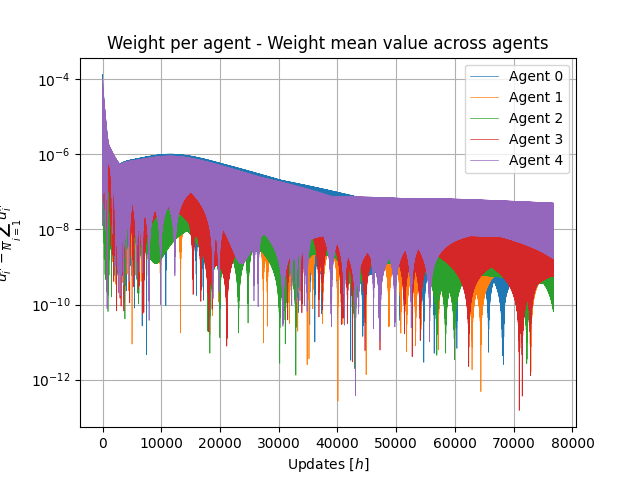 Weight per agent - Weight mean value across agents
Agent 0
Agent 1
Agent 2
Agent 3
Agent 4
10⁻⁴
10⁻⁶
10⁻⁸
10⁻¹⁰
10⁻¹²
0 10000 20000 30000 40000 50000 60000 70000 80000
Updates [h]